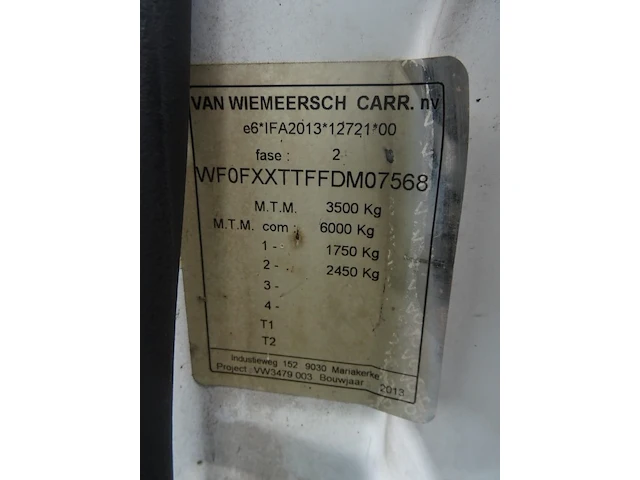 VAN WIEMEERSCH CARR. nv
e6*IFA2013*12721*00
fase : 2
WF0FXXTTFFDM07568
M.T.M. 3500 Kg
M.T.M. com : 6000 Kg
1 - 1750 Kg
2 - 2450 Kg
3 -
4 -
T1
T2
Industieweg 152 9030 Mariakerke
Project : VW3479 003 Bouwjaar 2013